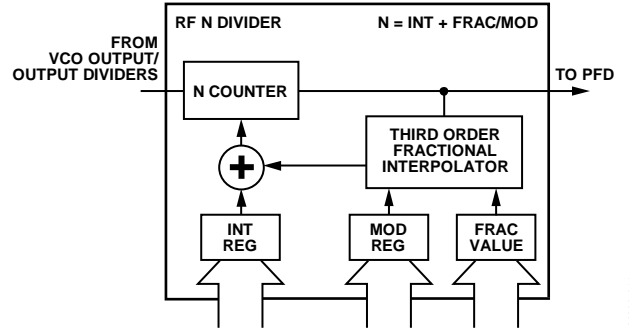 RF N DIVIDER
N = INT + FRAC/MOD
FROM
VCO OUTPUT/
OUTPUT DIVIDERS
N COUNTER
TO PFD
THIRD ORDER
FRACTIONAL
INTERPOLATOR
+
INT
REG
MOD
REG
FRAC
VALUE